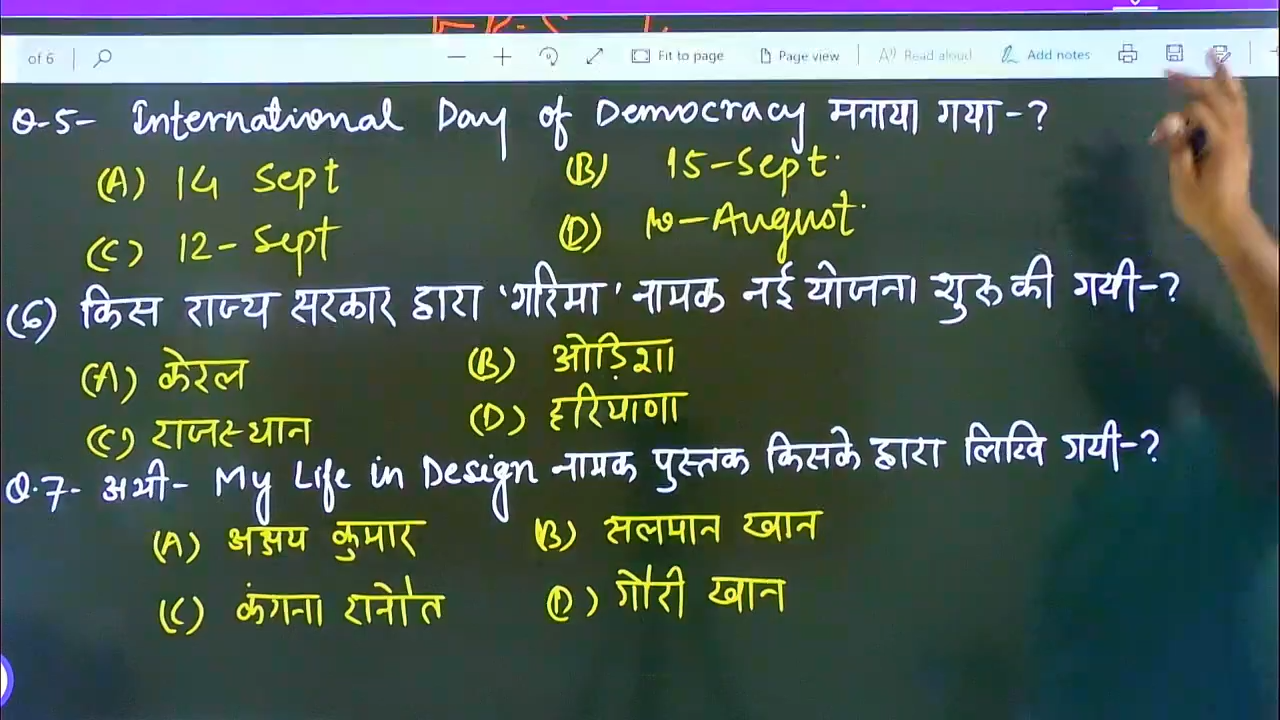 of 6 Fit to page Page view Read aloud Add notes
Q-5- International Day of Democracy मनाया गया-?
(A) 14 Sept (B) 15-Sept.
(C) 12-Sept (D) 10-August.
(6) किस राज्य सरकार द्वारा 'गरिमा' नामक नई योजना शुरू की गयी-?
(A) केरल (B) ओड़िशा
(C) राजस्थान (D) हरियाणा
Q.7- अभी- My Life in Design नामक पुस्तक किसके द्वारा लिखि गयी-?
(A) अक्षय कुमार (B) सलमान खान
(C) कंगना रानोत (D) गौरी खान